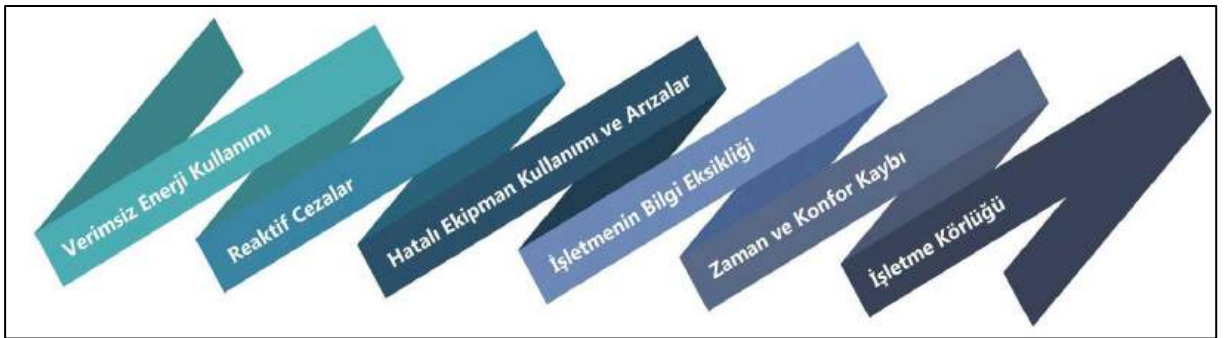 Verimsiz Enerji Kullanımı
Reaktif Cezalar
Hatalı Ekipman Kullanımı ve Arızalar
İşletmenin Bilgi Eksikliği
Zaman ve Konfor Kaybı
İşletme Körlüğü